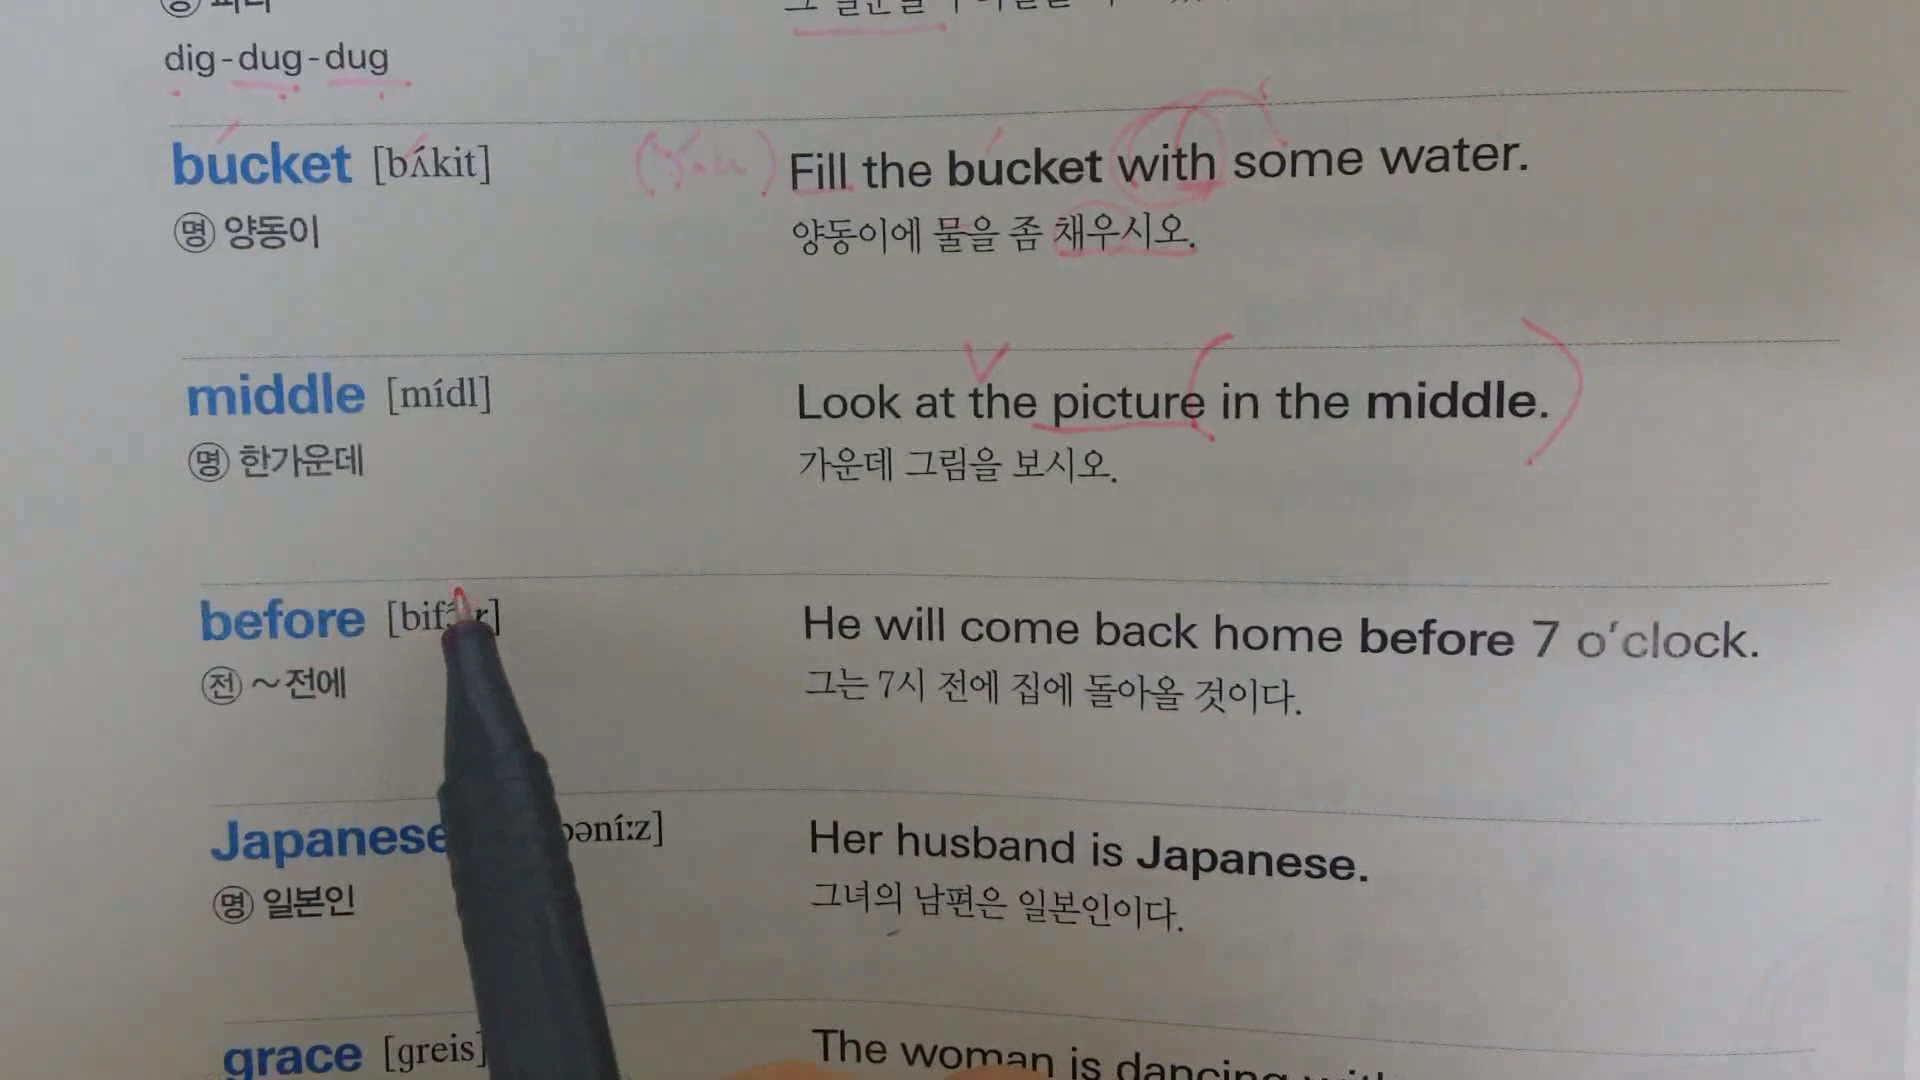 dig-dug-dug
bucket [bʌ́kit]
Fill the bucket with some water.
명 양동이
양동이에 물을 좀 채우시오.
middle [mídl]
Look at the picture in the middle.
명 한가운데
가운데 그림을 보시오.
before
He will come back home before 7 o'clock.
전 ~전에
그는 7시 전에 집에 돌아올 것이다.
Japanese
Her husband is Japanese.
명 일본인
그녀의 남편은 일본인이다.
grace [greis]
The woman is dancing